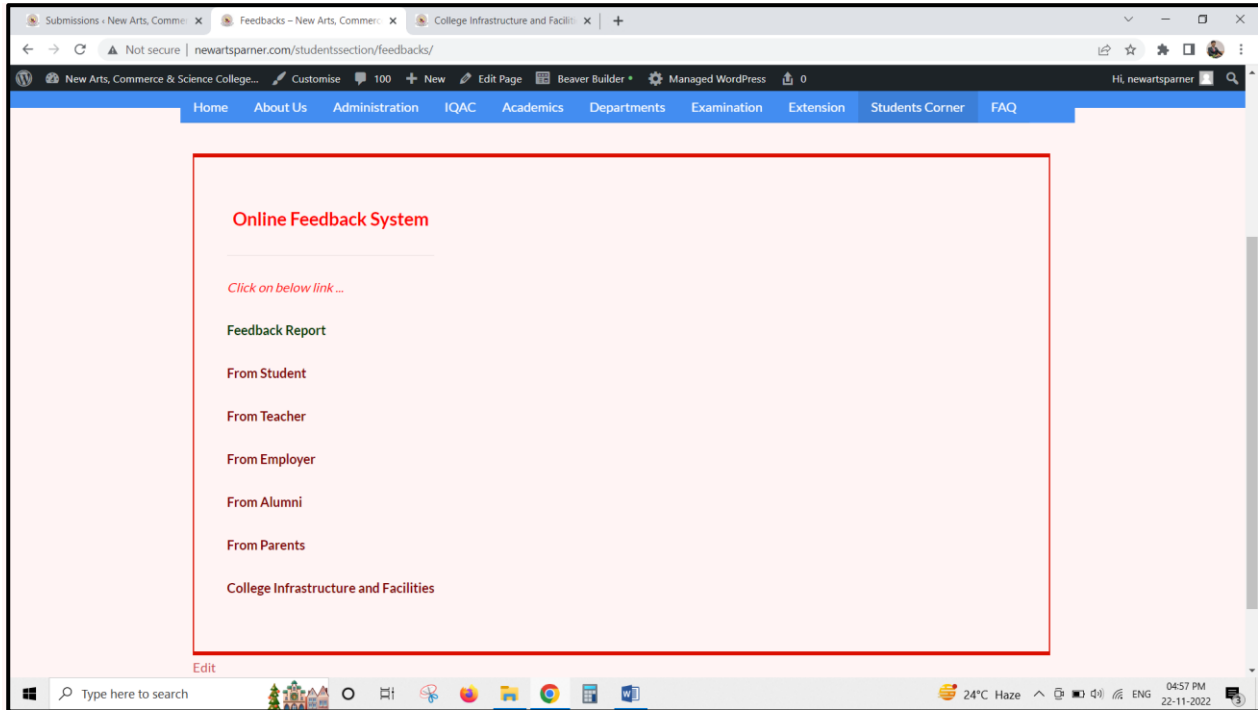 Submissions ‹ New Arts, Commer
Feedbacks – New Arts, Commerc
College Infrastructure and Faciliti
Not secure | newartsparner.com/studentssection/feedbacks/
New Arts, Commerce & Science College... Customise 100 + New Edit Page Beaver Builder • Managed WordPress 0 Hi, newartsparner
Home About Us Administration IQAC Academics Departments Examination Extension Students Corner FAQ
Online Feedback System
Click on below link ...
Feedback Report
From Student
From Teacher
From Employer
From Alumni
From Parents
College Infrastructure and Facilities
Edit
Type here to search
24°C Haze ENG 04:57 PM
22-11-2022
3